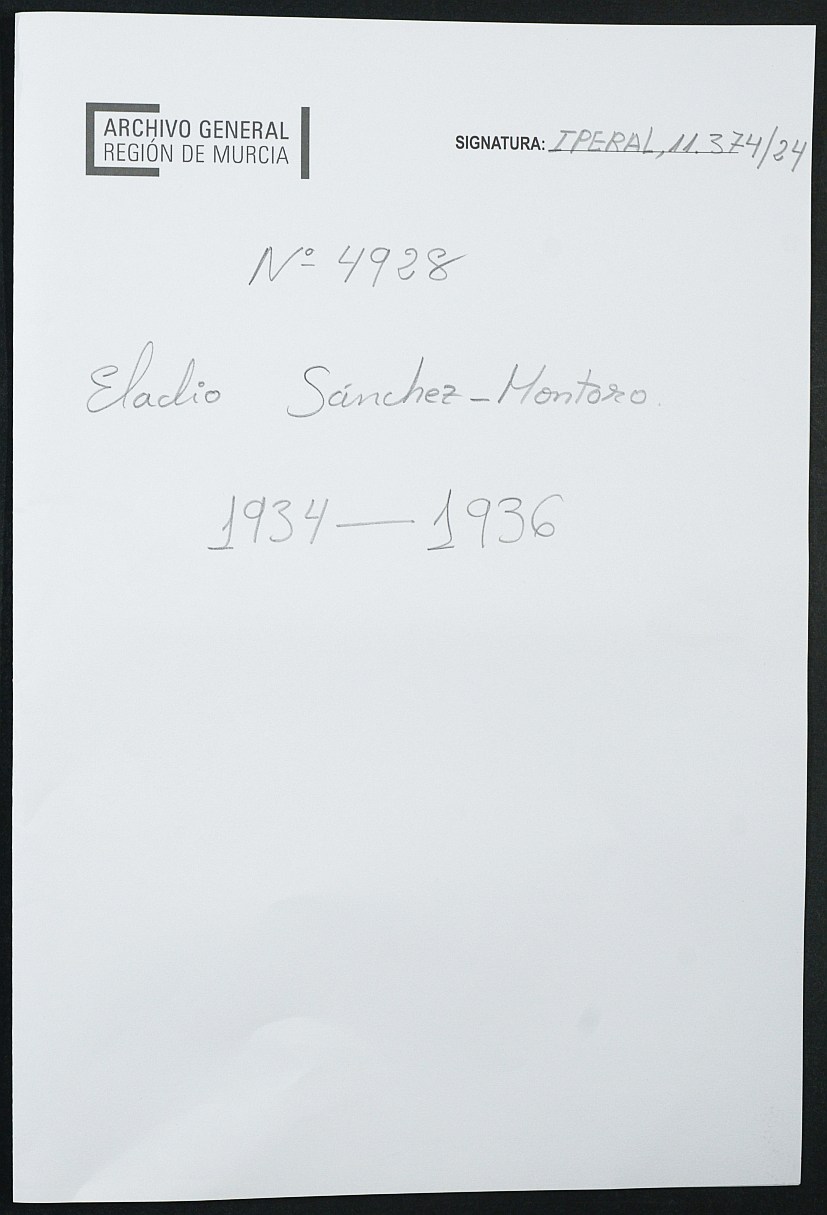 ARCHIVO GENERAL
REGIÓN DE MURCIA
SIGNATURA: IPERAL, 11.374/24
Nº 4928
Eladio Sánchez-Montoro.
1934 — 1936